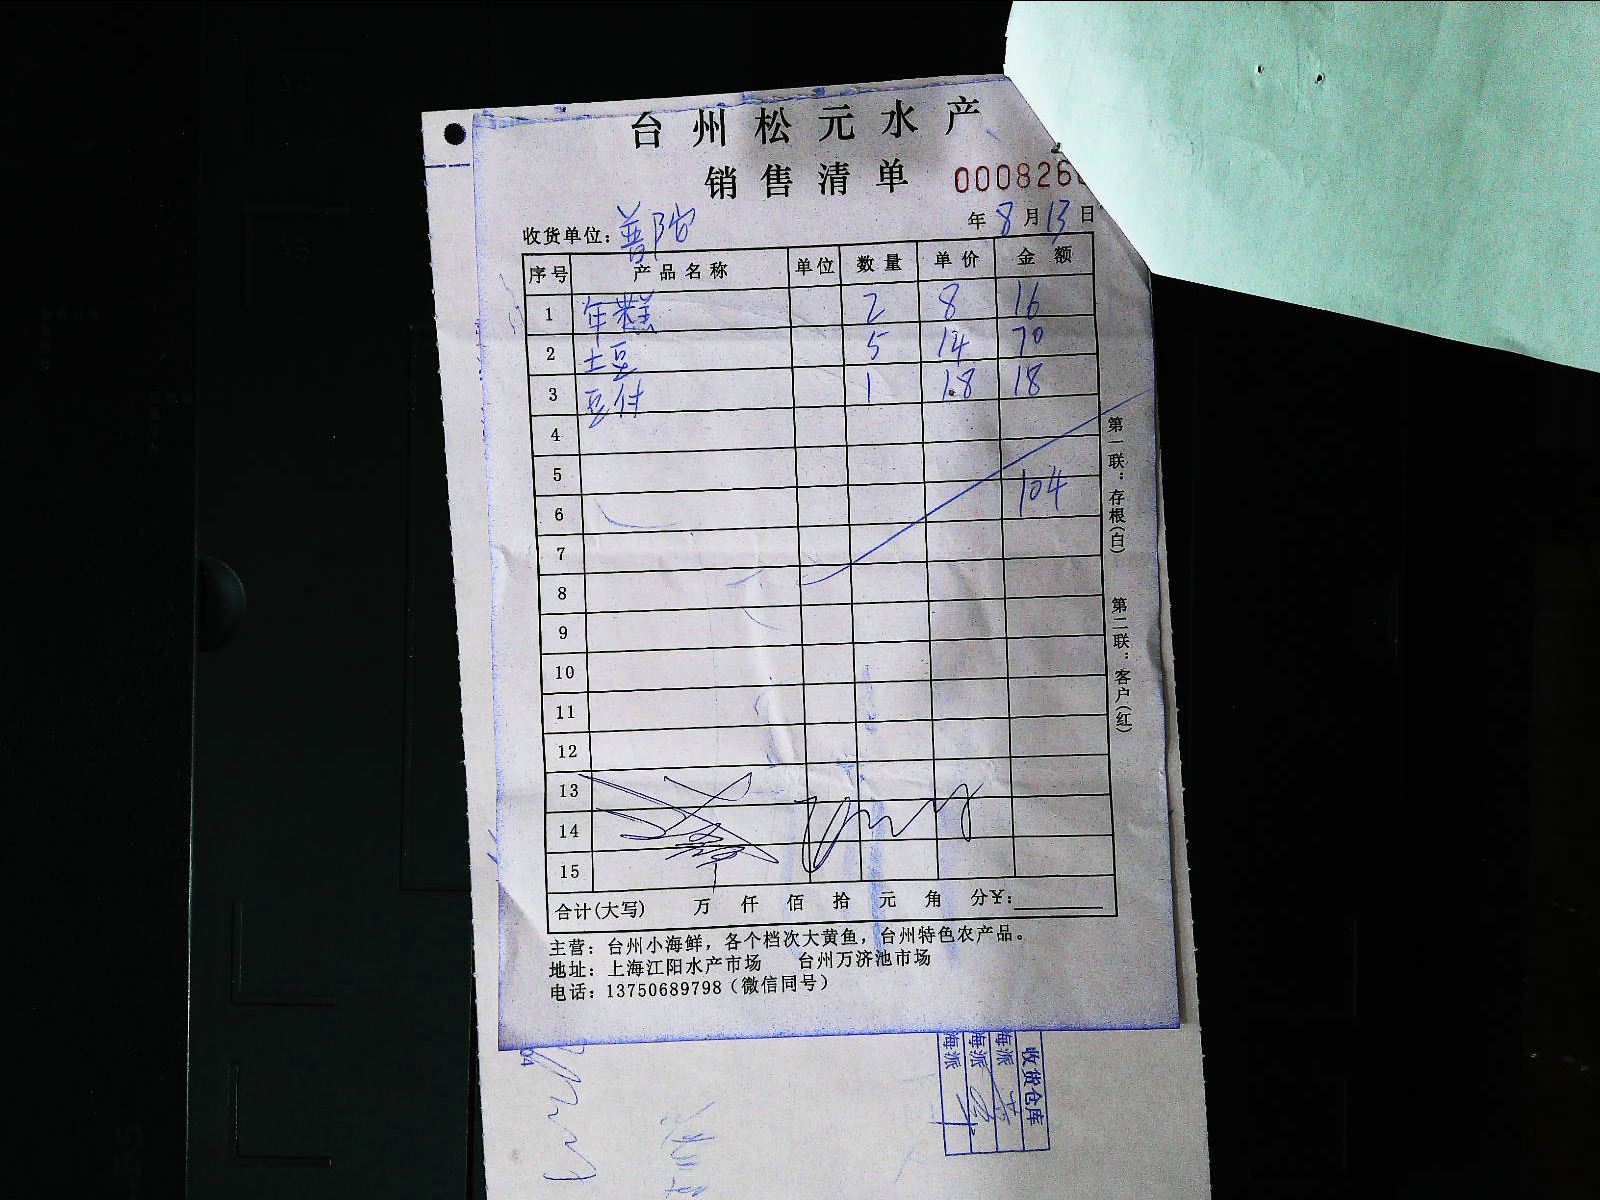 台州松元水产
销售清单 000826
收货单位：普陀 年 8 月 13 日
序号 产品名称 单位 数量 单价 金额
1 年糕 2 8 16
2 土豆 5 14 70
3 豆付 1 18 18
4
5
6 104
7
8
9
10
11
12
13
14
15
合计(大写) 万 仟 佰 拾 元 角 分 ¥：
主营：台州小海鲜，各个档次大黄鱼，台州特色农产品。
地址：上海江阳水产市场 台州万济池市场
电话：13750689798（微信同号）
第一联：存根(白)
第二联：客户(红)
收货仓库
海派
海派
海派